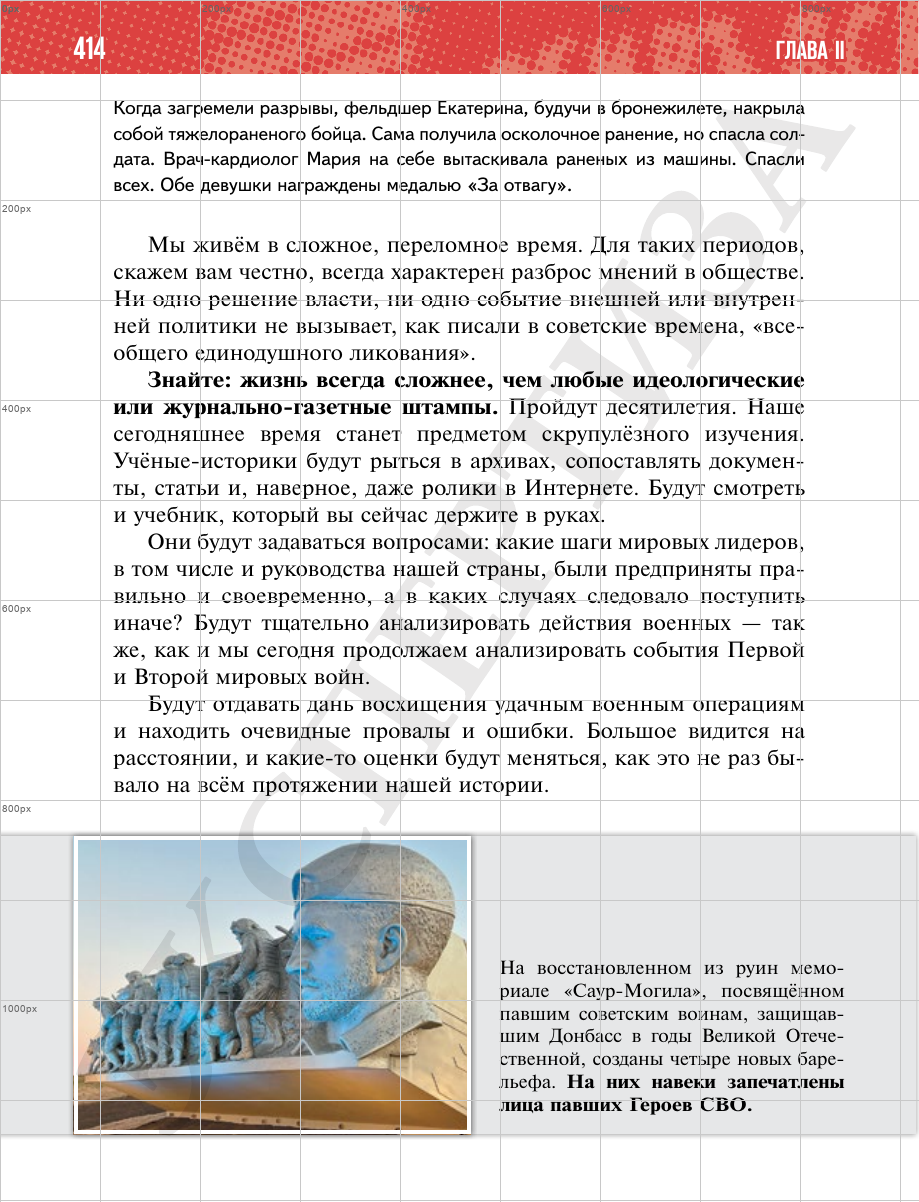 414
ГЛАВА II
Когда загремели разрывы, фельдшер Екатерина, будучи в бронежилете, накрыла
собой тяжелораненого бойца. Сама получила осколочное ранение, но спасла сол-
дата. Врач-кардиолог Мария на себе вытаскивала раненых из машины. Спасли
всех. Обе девушки награждены медалью «За отвагу».
Мы живём в сложное, переломное время. Для таких периодов,
скажем вам честно, всегда характерен разброс мнений в обществе.
Ни одно решение власти, ни одно событие внешней или внутрен-
ней политики не вызывает, как писали в советские времена, «все-
общего единодушного ликования».
Знайте: жизнь всегда сложнее, чем любые идеологические
или журнально-газетные штампы. Пройдут десятилетия. Наше
сегодняшнее время станет предметом скрупулёзного изучения.
Учёные-историки будут рыться в архивах, сопоставлять докумен-
ты, статьи и, наверное, даже ролики в Интернете. Будут смотреть
и учебник, который вы сейчас держите в руках.
Они будут задаваться вопросами: какие шаги мировых лидеров,
в том числе и руководства нашей страны, были предприняты пра-
вильно и своевременно, а в каких случаях следовало поступить
иначе? Будут тщательно анализировать действия военных — так
же, как и мы сегодня продолжаем анализировать события Первой
и Второй мировых войн.
Будут отдавать дань восхищения удачным военным операциям
и находить очевидные провалы и ошибки. Большое видится на
расстоянии, и какие-то оценки будут меняться, как это не раз бы-
вало на всём протяжении нашей истории.
На восстановленном из руин мемо-
риале «Саур-Могила», посвящённом
павшим советским воинам, защищав-
шим Донбасс в годы Великой Отече-
ственной, созданы четыре новых баре-
льефа. На них навеки запечатлены
лица павших Героев СВО.
200px
400px
600px
800px
1000px